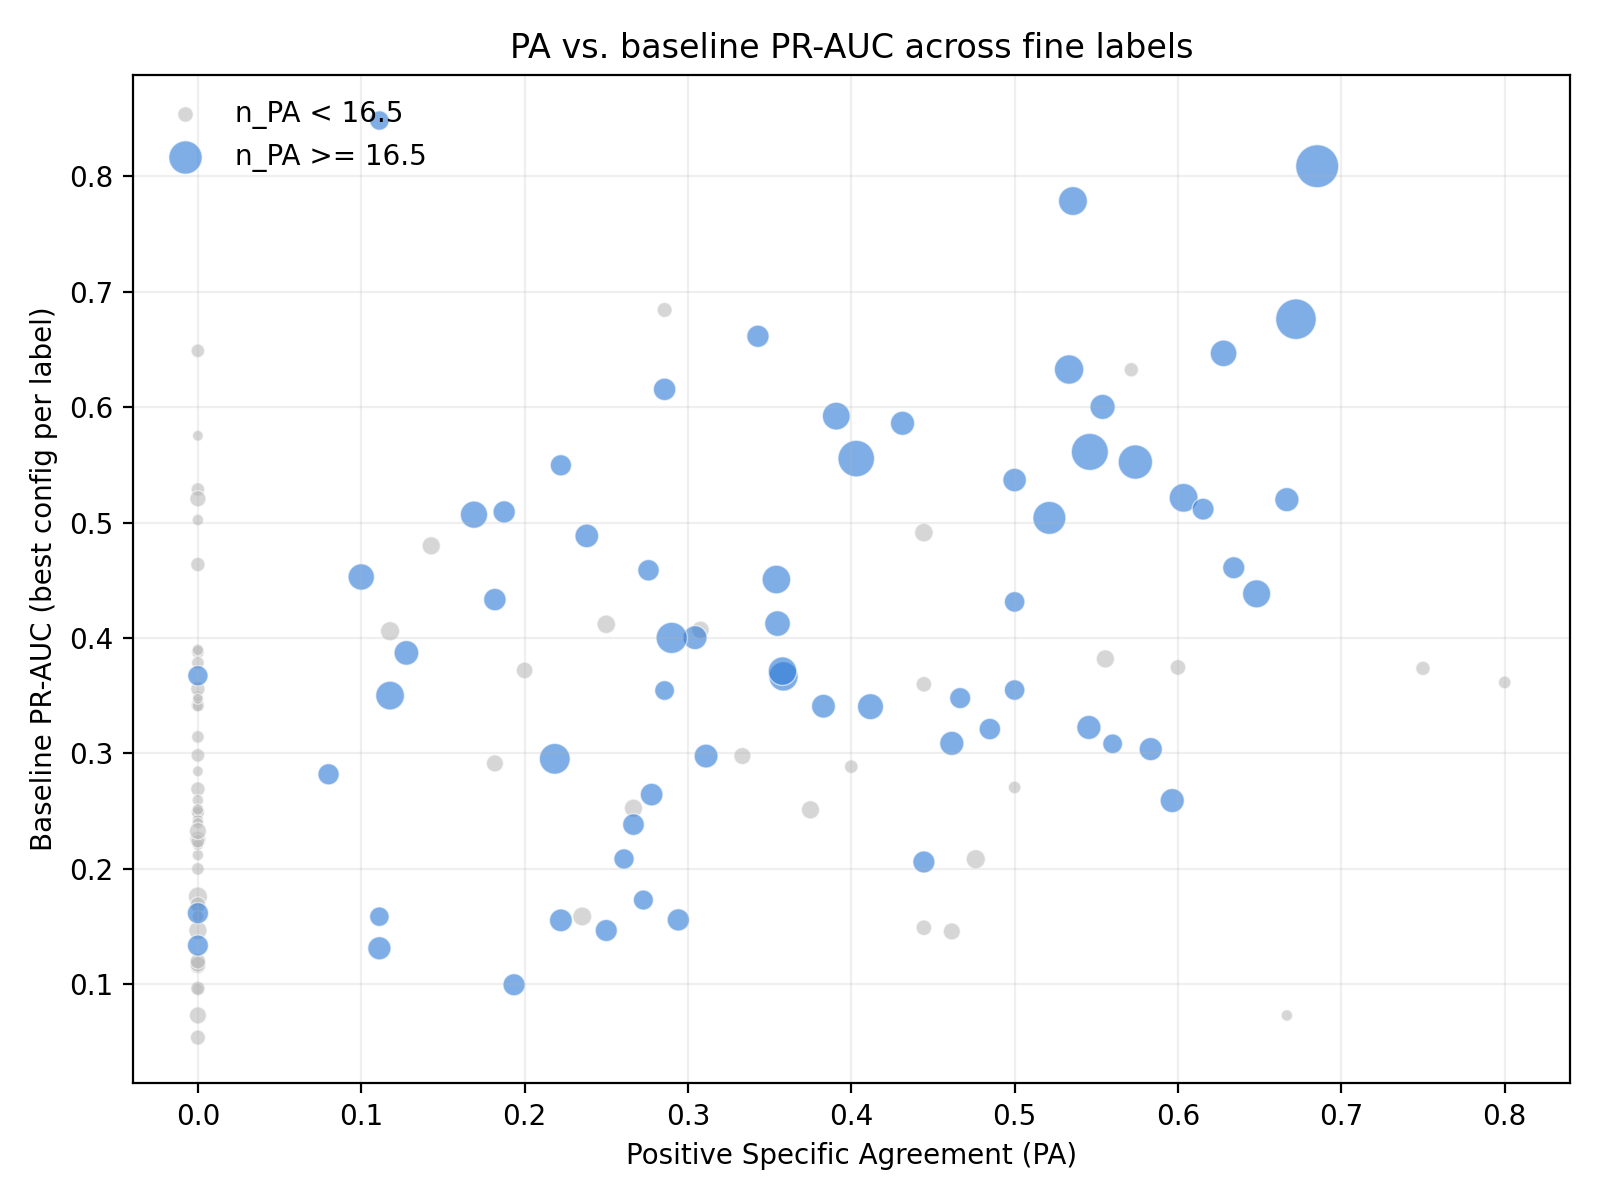 PA vs. baseline PR-AUC across fine labels
n_PA < 16.5
n_PA >= 16.5
Baseline PR-AUC (best config per label)
0.8
0.7
0.6
0.5
0.4
0.3
0.2
0.1
0.0 0.1 0.2 0.3 0.4 0.5 0.6 0.7 0.8
Positive Specific Agreement (PA)